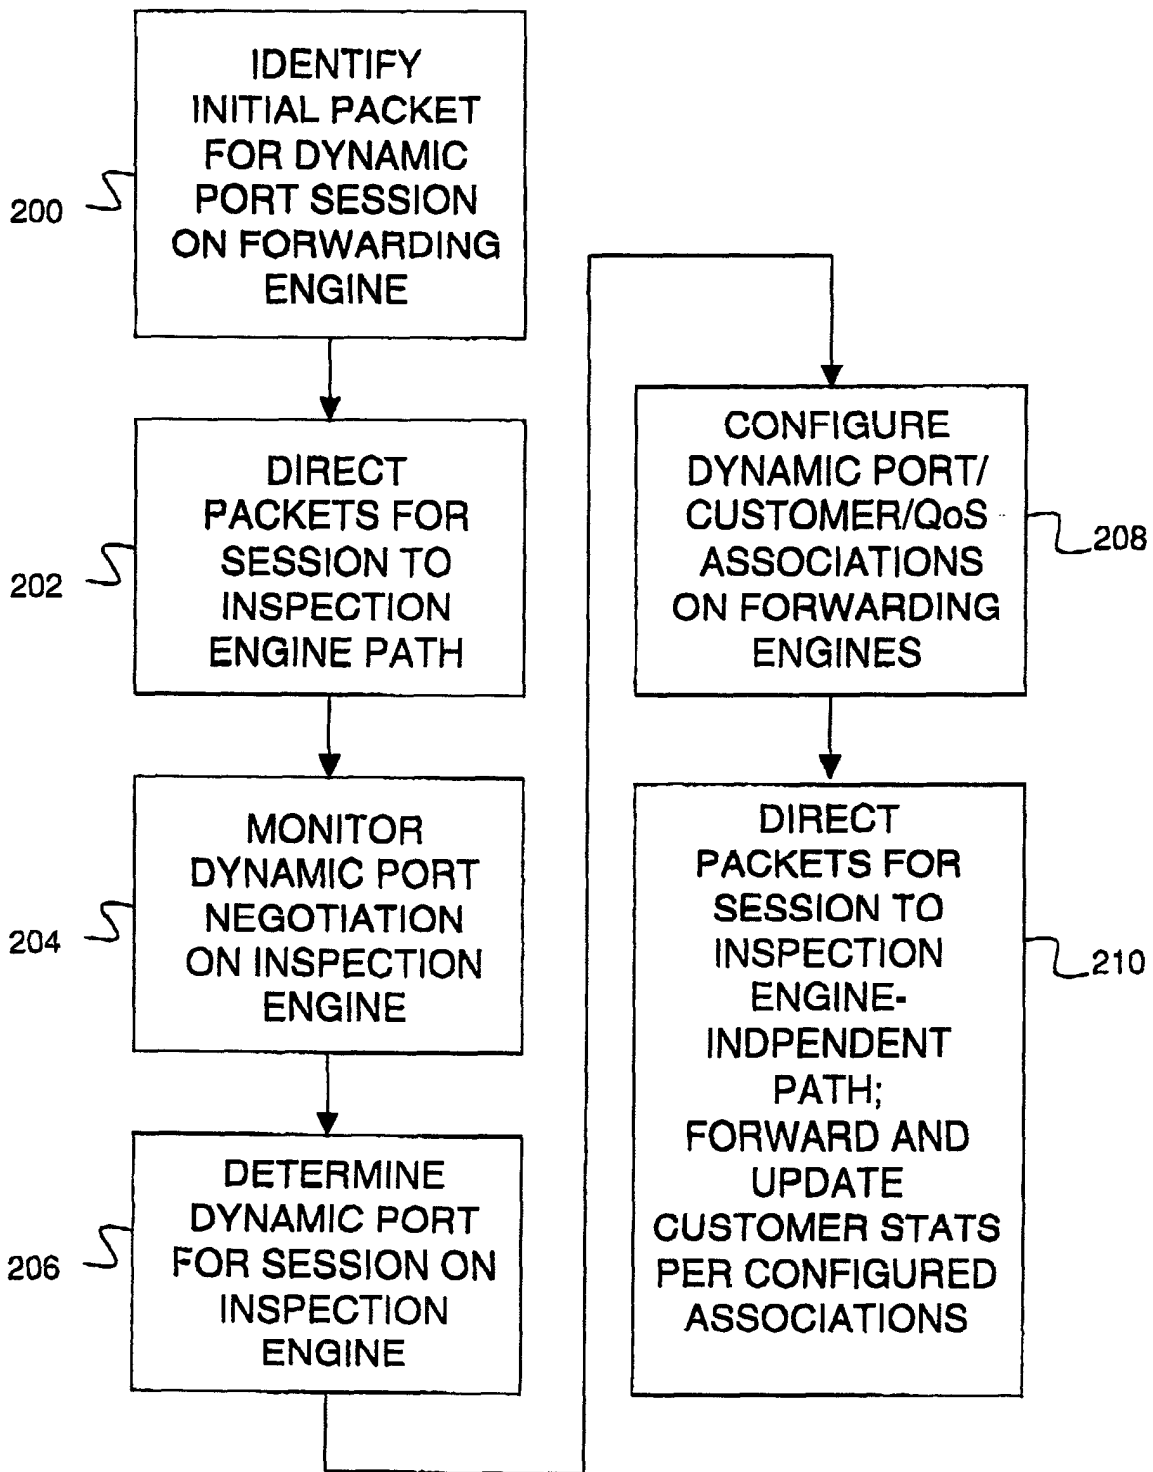 IDENTIFY
INITIAL PACKET
FOR DYNAMIC
PORT SESSION
ON FORWARDING
ENGINE
200
DIRECT
PACKETS FOR
SESSION TO
INSPECTION
ENGINE PATH
202
MONITOR
DYNAMIC PORT
NEGOTIATION
ON INSPECTION
ENGINE
204
DETERMINE
DYNAMIC PORT
FOR SESSION ON
INSPECTION
ENGINE
206
CONFIGURE
DYNAMIC PORT/
CUSTOMER/QoS
ASSOCIATIONS
ON FORWARDING
ENGINES
208
DIRECT
PACKETS FOR
SESSION TO
INSPECTION
ENGINE-
INDPENDENT
PATH;
FORWARD AND
UPDATE
CUSTOMER STATS
PER CONFIGURED
ASSOCIATIONS
210